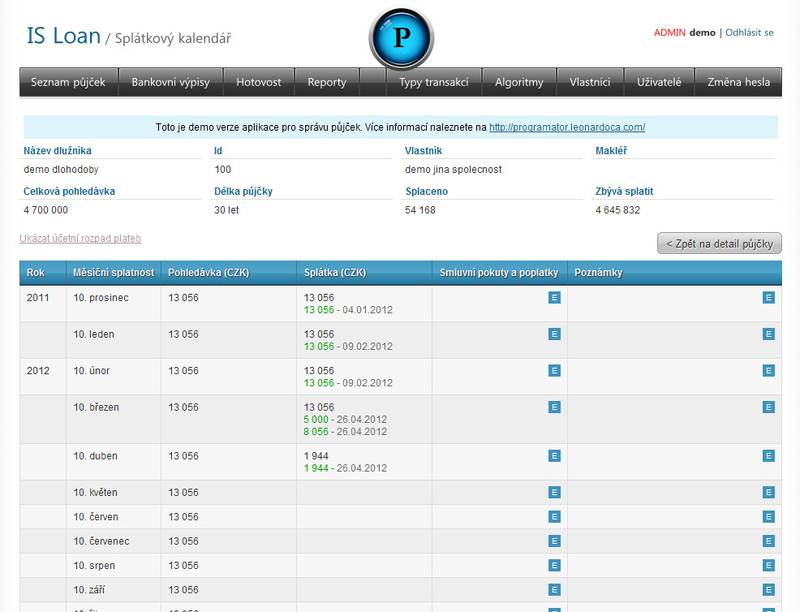 IS Loan / Splátkový kalendář
P
ADMIN demo | Odhlásit se
Seznam půjček Bankovní výpisy Hotovost Reporty Typy transakcí Algoritmy Vlastníci Uživatelé Změna hesla
Toto je demo verze aplikace pro správu půjček. Více informací naleznete na http://programator.leonardoca.com/
Název dlužníka Id Vlastník Makléř
demo dlohodoby 100 demo jina spolecnost
Celková pohledávka Délka půjčky Splaceno Zbývá splatit
4 700 000 30 let 54 168 4 645 832
Ukázat účetní rozpad plateb
< Zpět na detail půjčky
Rok Měsíční splatnost Pohledávka (CZK) Splátka (CZK) Smluvní pokuty a poplatky Poznámky
2011 10. prosinec 13 056 13 056 E E
13 056 - 04.01.2012
10. leden 13 056 13 056 E E
13 056 - 09.02.2012
2012 10. únor 13 056 13 056 E E
13 056 - 09.02.2012
10. březen 13 056 13 056 E E
5 000 - 26.04.2012
8 056 - 26.04.2012
10. duben 13 056 1 944 E E
1 944 - 26.04.2012
10. květen 13 056 E E
10. červen 13 056 E E
10. červenec 13 056 E E
10. srpen 13 056 E E
10. září 13 056 E E